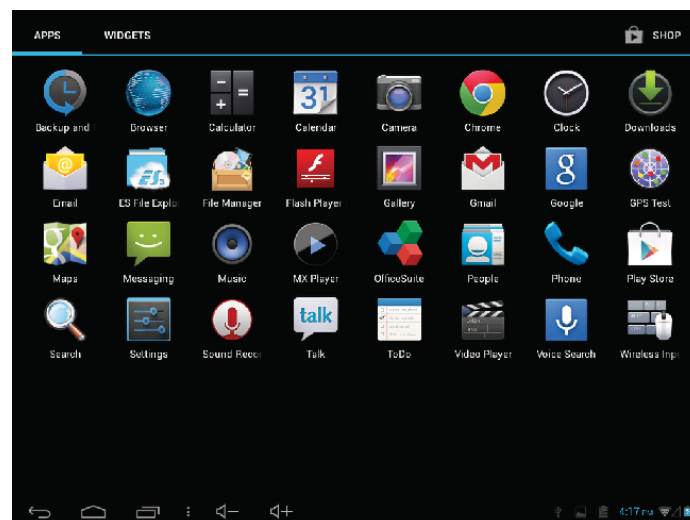 APPS WIDGETS SHOP
31
Backup and Browser Calculator Calendar Camera Chrome Clock Downloads
@ ES g
Email ES File Explo File Manager Flash Player Gallery Gmail Google GPS Test
Maps Messaging Music MX Player OfficeSuite People Phone Play Store
talk
Search Settings Sound Recor Talk ToDo Video Player Voice Search Wireless Inp
4:17 PM